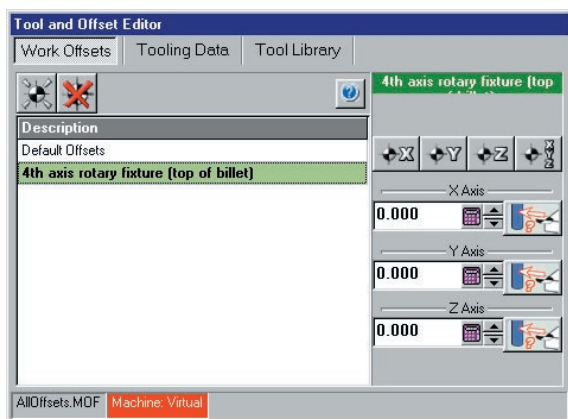 Tool and Offset Editor
Work Offsets Tooling Data Tool Library
4th axis rotary fixture (top
Description
Default Offsets
4th axis rotary fixture (top of billet)
X Y Z X Y Z
X Axis
0.000
Y Axis
0.000
Z Axis
0.000
AllOffsets.MOF Machine: Virtual